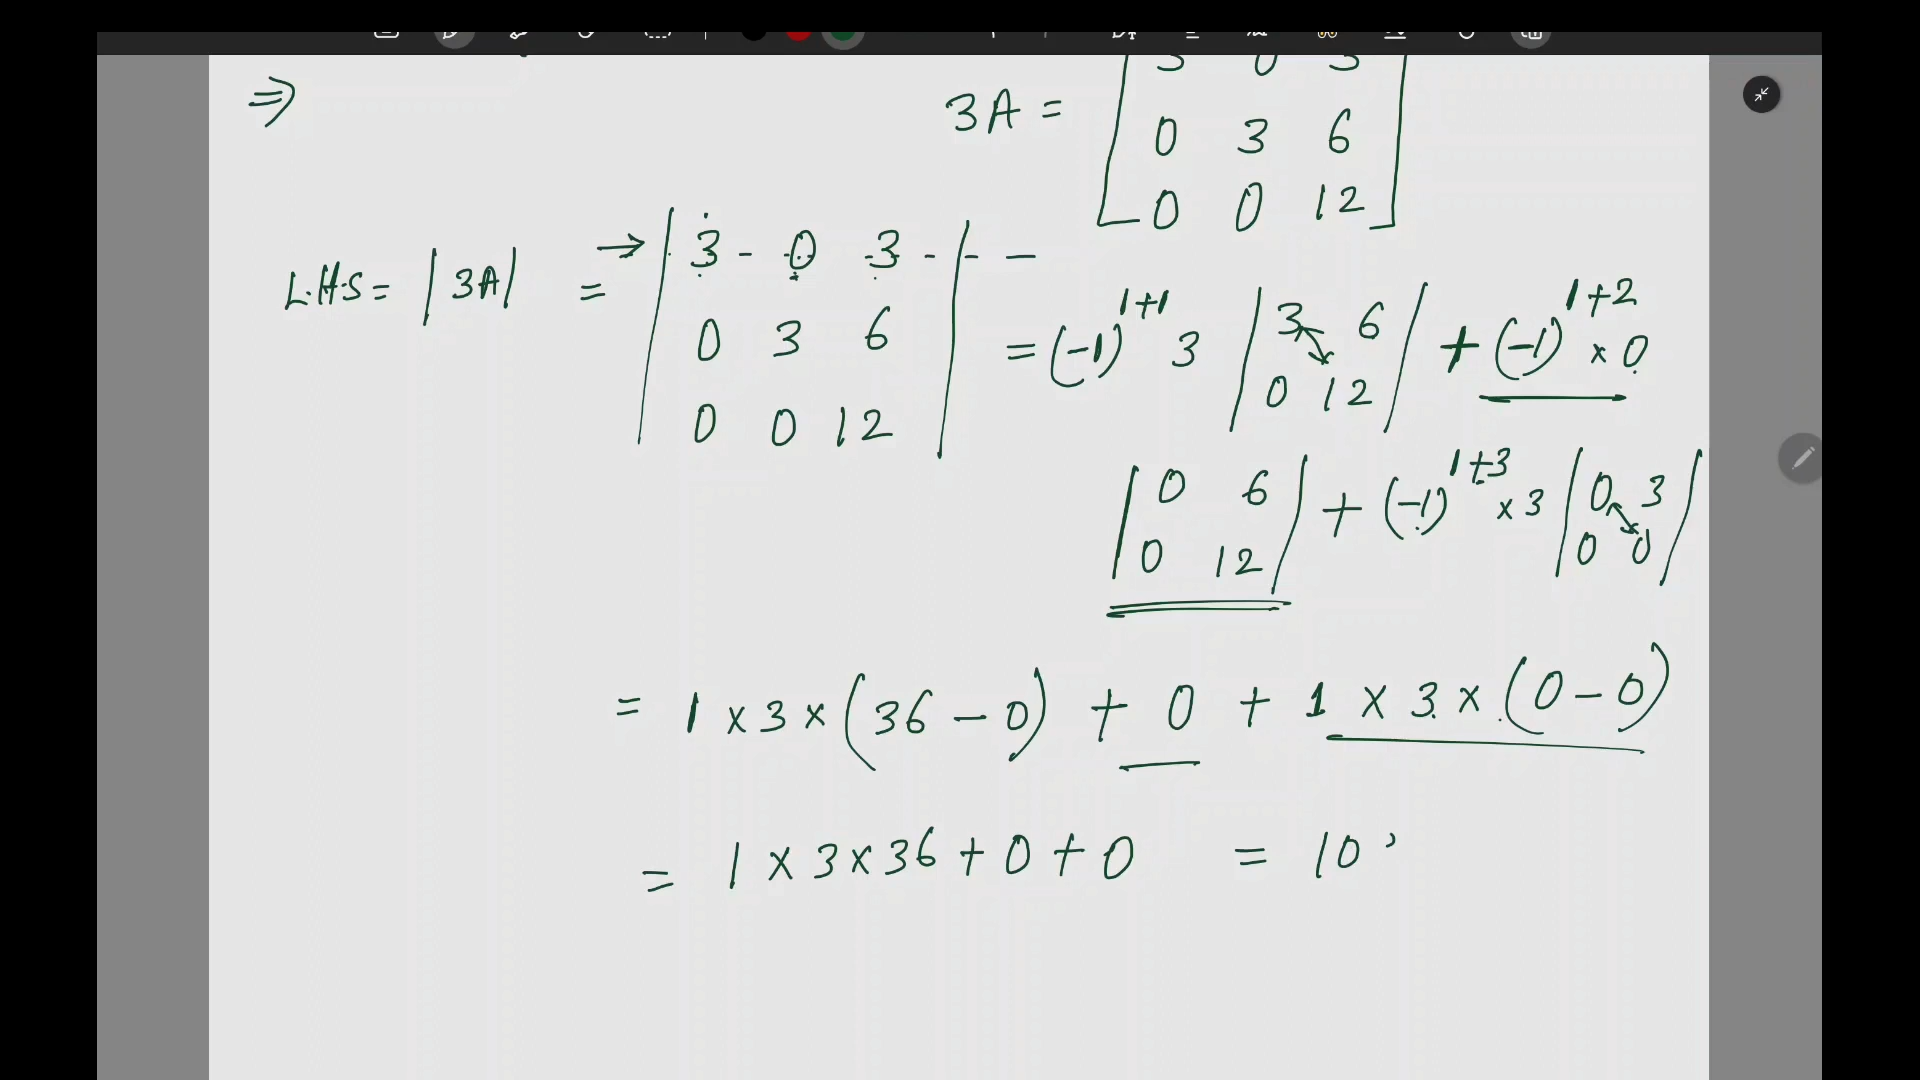 3 0 3
⇒ 3A =
0 3 6
0 0 12
L.H.S = |3A| = → | 3 - 0 3 - | - -
0 3 6
0 0 12
= (-1)^{1+1} 3 | 3 6 | + (-1)^{1+2} × 0
0 12
| 0 6 | + (-1)^{1+3} × 3 | 0 3 |
0 12 0 0
= 1 × 3 × (36 - 0) + 0 + 1 × 3 × (0 - 0)
= 1 × 3 × 36 + 0 + 0 = 10